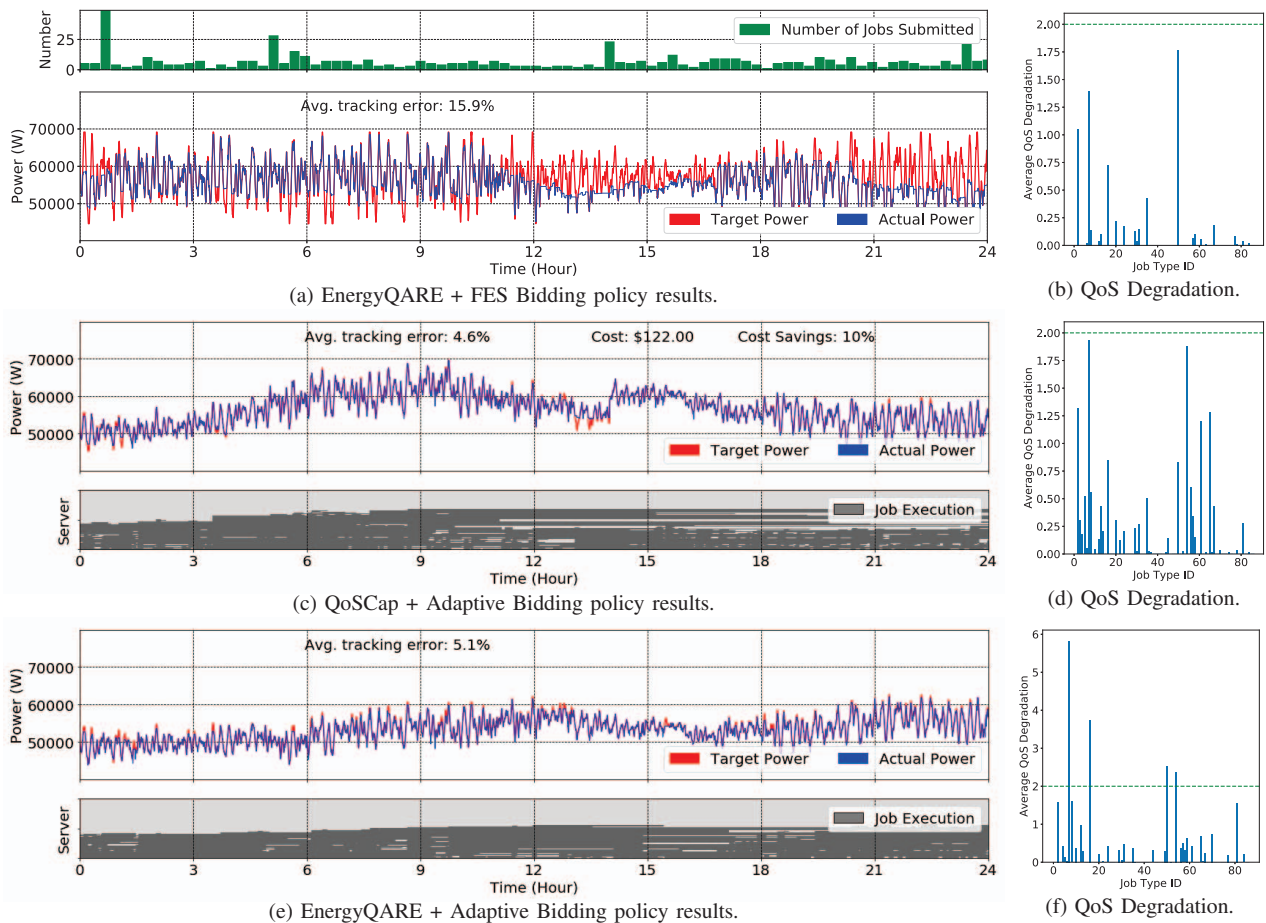 Number
25
0
Number of Jobs Submitted
Avg. tracking error: 15.9%
Power (W)
70000
60000
50000
Target Power Actual Power
0 3 6 9 12 15 18 21 24
Time (Hour)
(a) EnergyQARE + FES Bidding policy results.
Average QoS Degradation
2.00
1.75
1.50
1.25
1.00
0.75
0.50
0.25
0.00
0 20 40 60 80
Job Type ID
(b) QoS Degradation.
Avg. tracking error: 4.6% Cost: $122.00 Cost Savings: 10%
Power (W)
70000
60000
50000
Target Power Actual Power
Server
Job Execution
0 3 6 9 12 15 18 21 24
Time (Hour)
(c) QoSCap + Adaptive Bidding policy results.
Average QoS Degradation
2.00
1.75
1.50
1.25
1.00
0.75
0.50
0.25
0.00
0 20 40 60 80
Job Type ID
(d) QoS Degradation.
Avg. tracking error: 5.1%
Power (W)
70000
60000
50000
Target Power Actual Power
Server
Job Execution
0 3 6 9 12 15 18 21 24
Time (Hour)
(e) EnergyQARE + Adaptive Bidding policy results.
Average QoS Degradation
6
5
4
3
2
1
0
0 20 40 60 80
Job Type ID
(f) QoS Degradation.